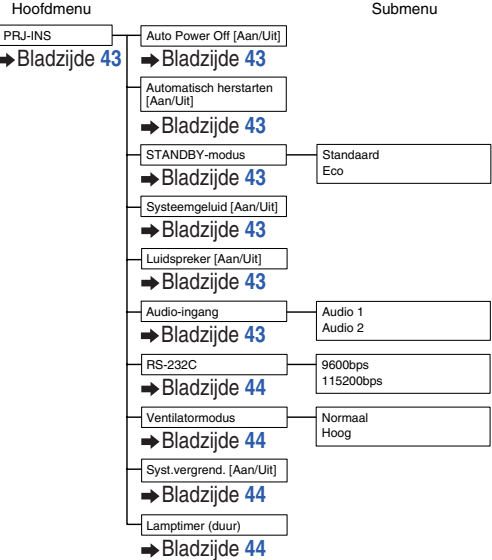 Hoofdmenu
Submenu
PRJ-INS
➡Bladzijde 43
Auto Power Off [Aan/Uit]
➡Bladzijde 43
Automatisch herstarten
[Aan/Uit]
➡Bladzijde 43
STANDBY-modus
Standaard
Eco
➡Bladzijde 43
Systeemgeluid [Aan/Uit]
➡Bladzijde 43
Luidspreker [Aan/Uit]
➡Bladzijde 43
Audio-ingang
Audio 1
Audio 2
➡Bladzijde 43
RS-232C
9600bps
115200bps
➡Bladzijde 44
Ventilatormodus
Normaal
Hoog
➡Bladzijde 44
Syst.vergrend. [Aan/Uit]
➡Bladzijde 44
Lamptimer (duur)
➡Bladzijde 44